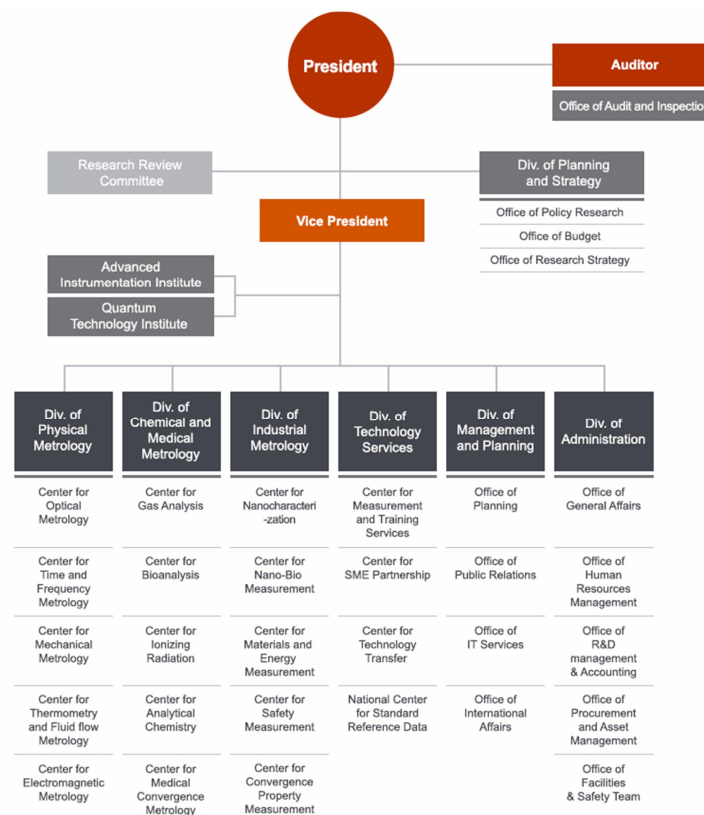 President
Auditor
Office of Audit and Inspectio
Research Review
Committee
Div. of Planning
and Strategy
Office of Policy Research
Office of Budget
Office of Research Strategy
Vice President
Advanced
Instrumentation Institute
Quantum
Technology Institute
Div. of
Physical
Metrology
Center for
Optical
Metrology
Center for
Time and
Frequency
Metrology
Center for
Mechanical
Metrology
Center for
Thermometry
and Fluid flow
Metrology
Center for
Electromagnetic
Metrology
Div. of
Chemical and
Medical
Metrology
Center for
Gas Analysis
Center for
Bioanalysis
Center for
Ionizing
Radiation
Center for
Analytical
Chemistry
Center for
Medical
Convergence
Metrology
Div. of
Industrial
Metrology
Center for
Nanocharacteri
-zation
Center for
Nano-Bio
Measurement
Center for
Materials and
Energy
Measurement
Center for
Safety
Measurement
Center for
Convergence
Property
Measurement
Div. of
Technology
Services
Center for
Measurement
and Training
Services
Center for
SME Partnership
Center for
Technology
Transfer
National Center
for Standard
Reference Data
Div. of
Management
and Planning
Office of
Planning
Office of
Public Relations
Office of
IT Services
Office of
International
Affairs
Div. of
Administration
Office of
General Affairs
Office of
Human
Resources
Management
Office of
R&D
management
& Accounting
Office of
Procurement
and Asset
Management
Office of
Facilities
& Safety Team